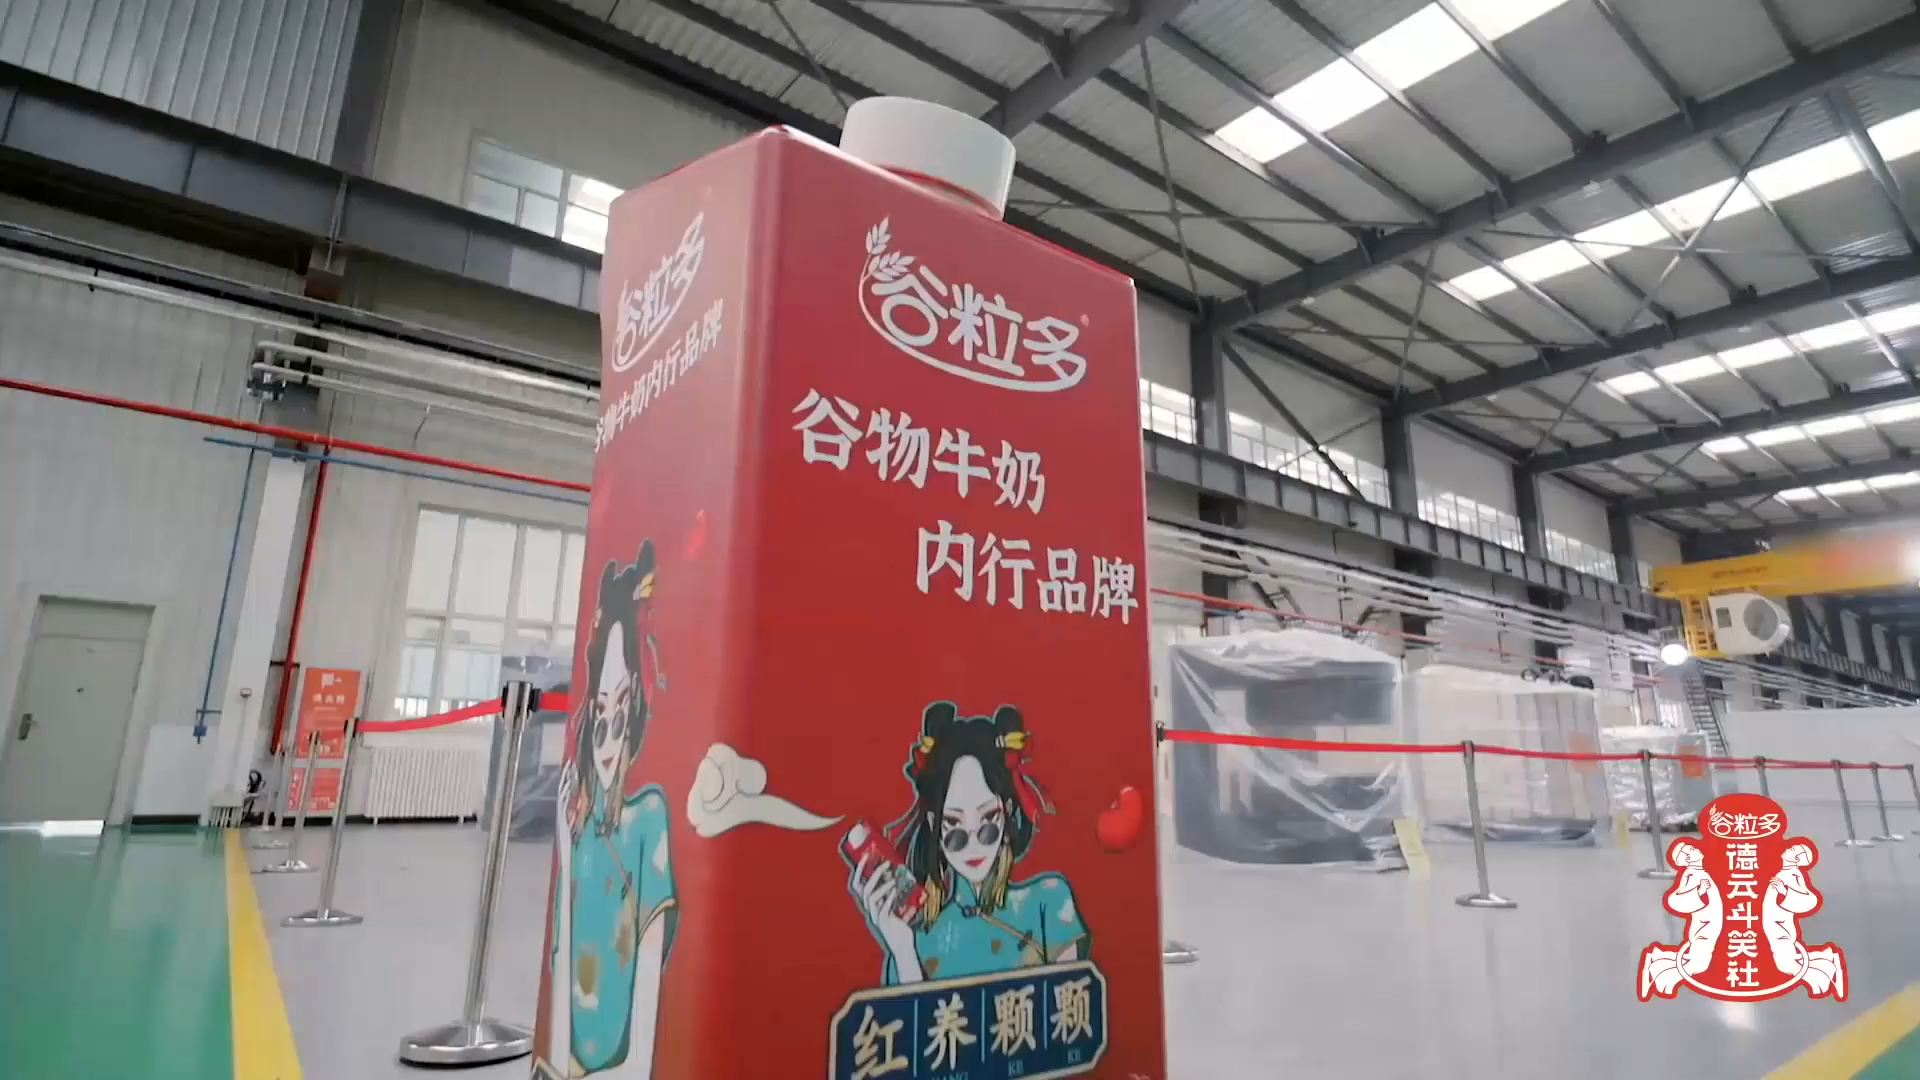 谷粒多
谷物牛奶内行品牌
谷粒多
谷物牛奶
内行品牌
红养颗颗
谷粒多
德云斗笑社